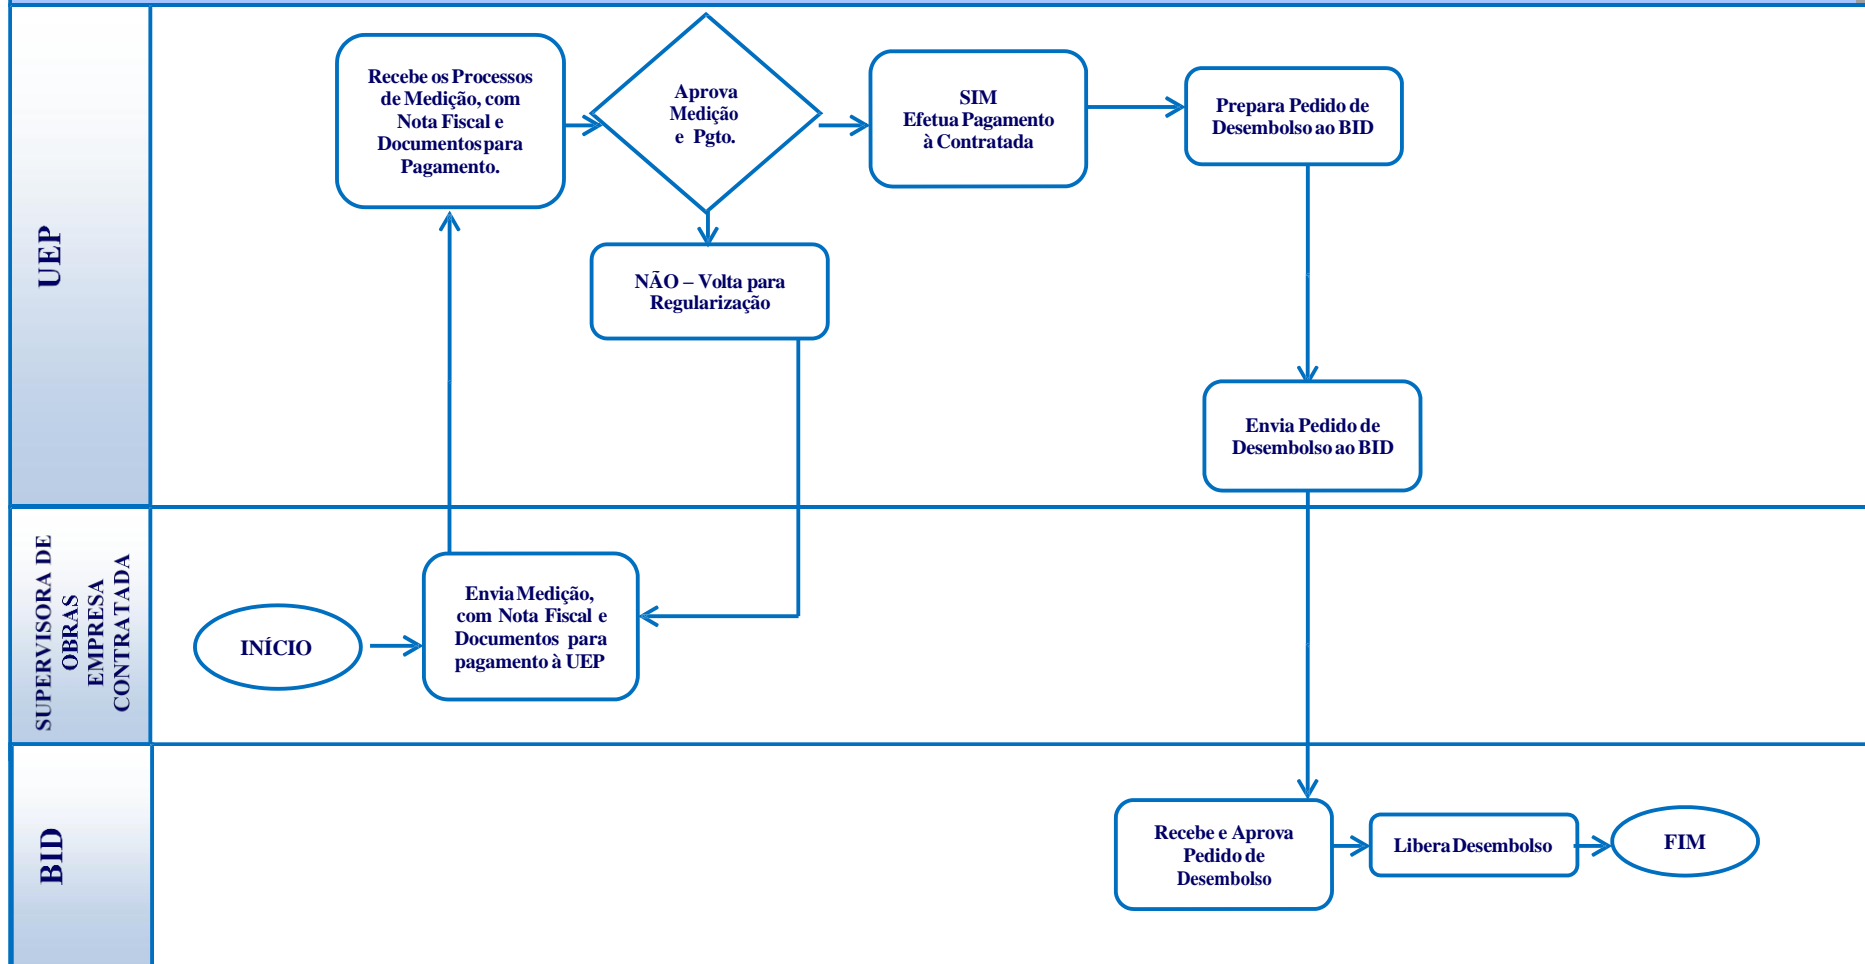 UEP
Recebe os Processos
de Medição, com
Nota Fiscal e
Documentos para
Pagamento.
Aprova
Medição
e Pgto.
SIM
Efetua Pagamento
à Contratada
Prepara Pedido de
Desembolso ao BID
NÃO – Volta para
Regularização
Envia Pedido de
Desembolso ao BID
SUPERVISORA DE
OBRAS
EMPRESA
CONTRATADA
INÍCIO
Envia Medição,
com Nota Fiscal e
Documentos para
pagamento à UEP
BID
Recebe e Aprova
Pedido de
Desembolso
Libera Desembolso
FIM